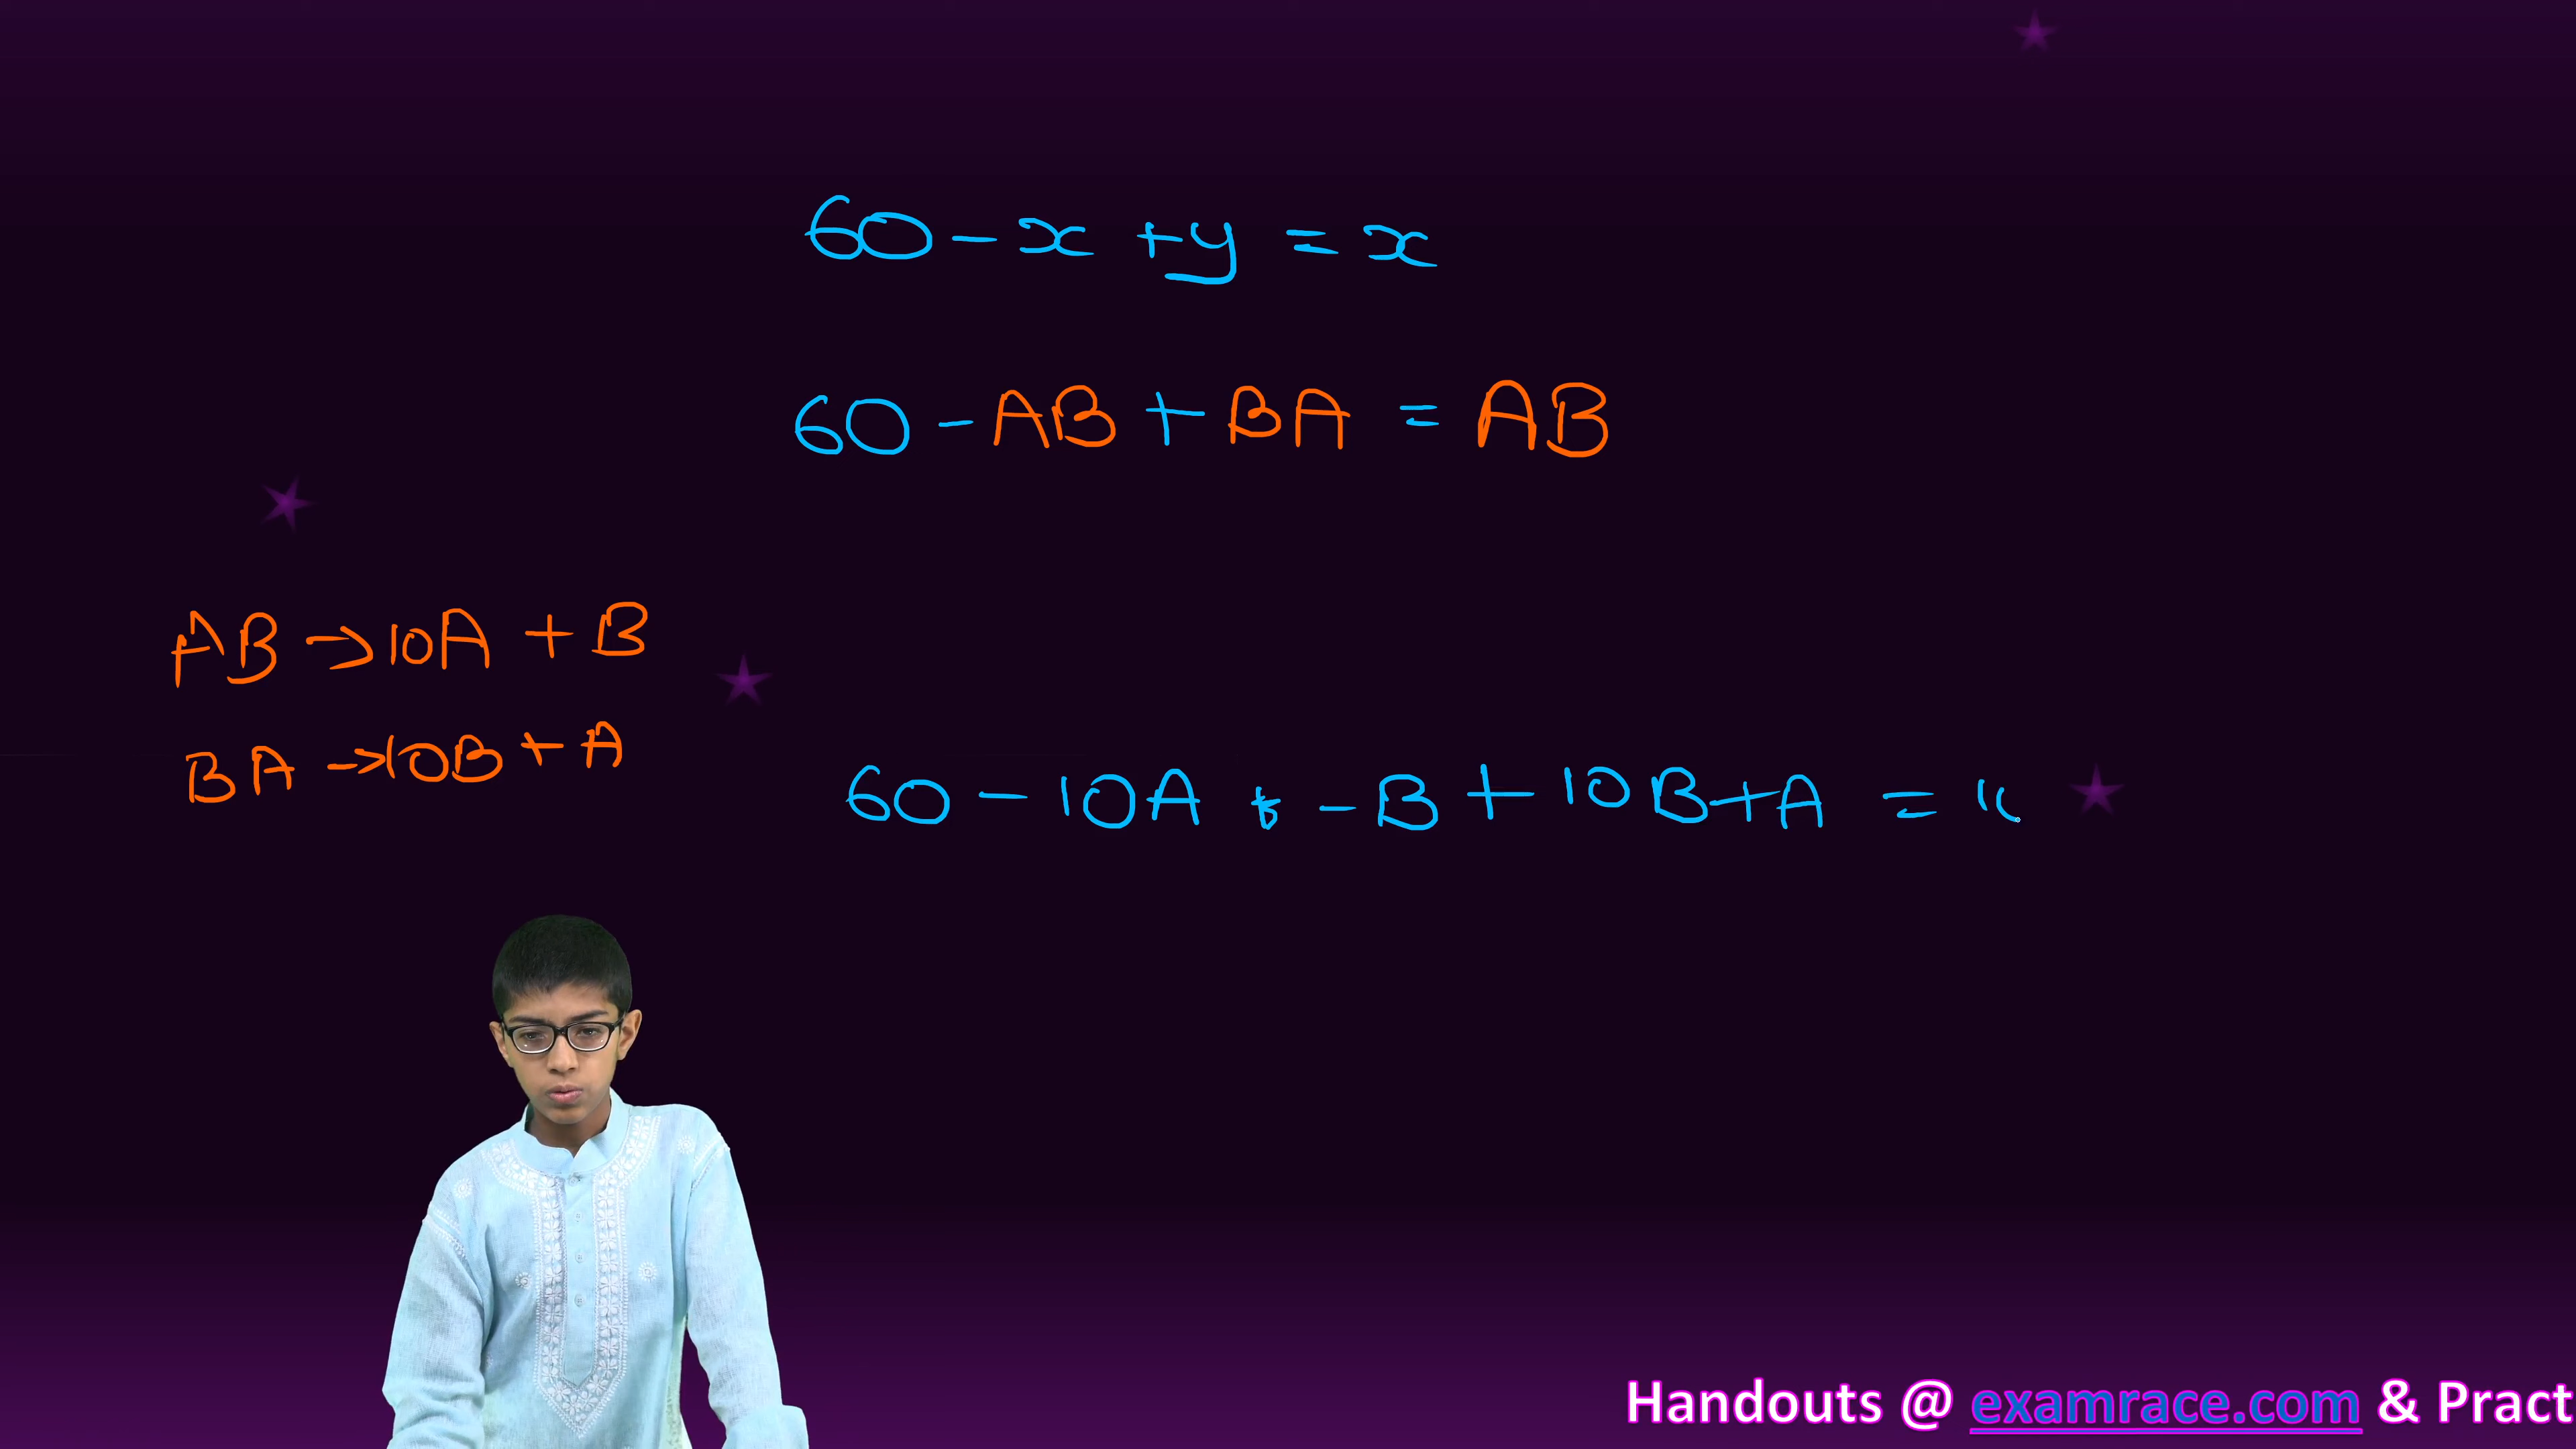 60 - x + y = x
60 - AB + BA = AB
AB → 10A + B
BA → 10B + A
60 - 10A - B + 10B + A =
Handouts @ examrace.com & Pract